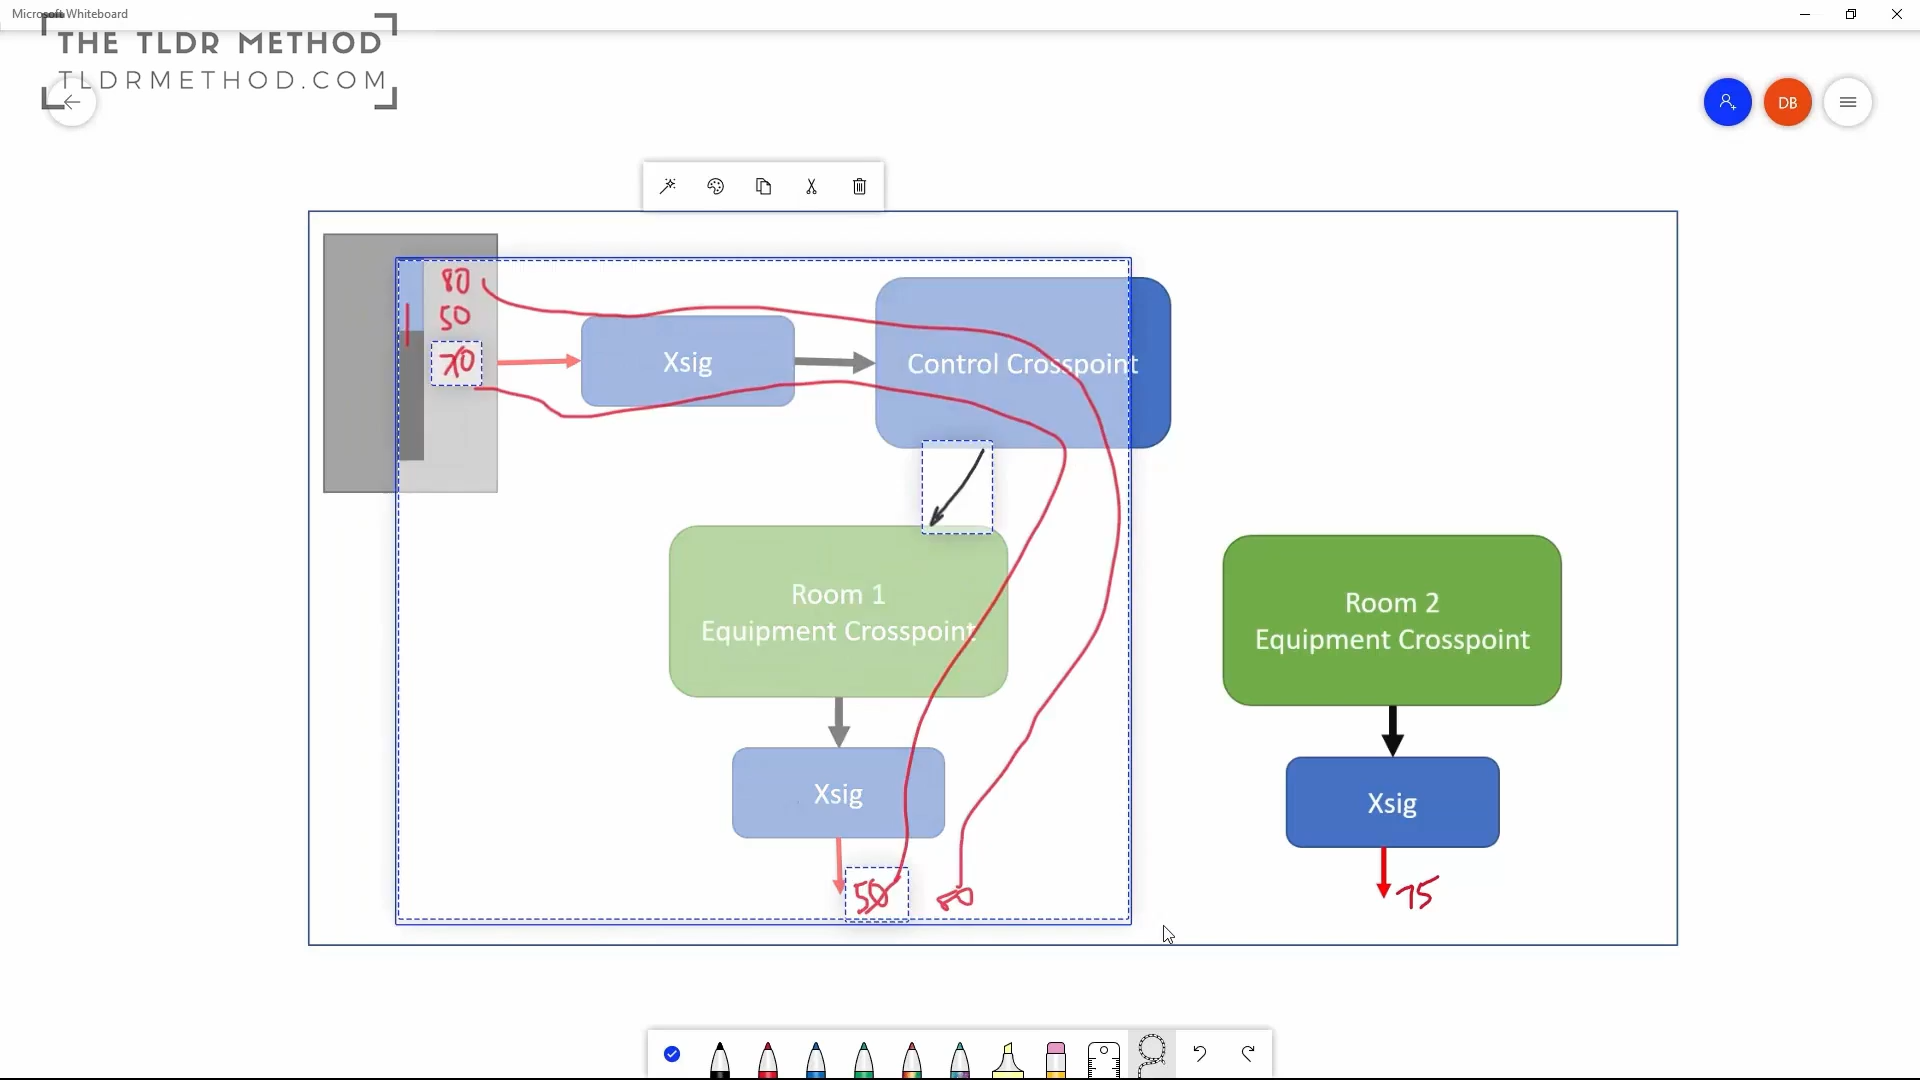 Microsoft Whiteboard
THE TLDR METHOD
TLDRMETHOD.COM
DB
80
50
70
Xsig
Control Crosspoint
Room 1
Equipment Crosspoint
Room 2
Equipment Crosspoint
Xsig
Xsig
50
80
75